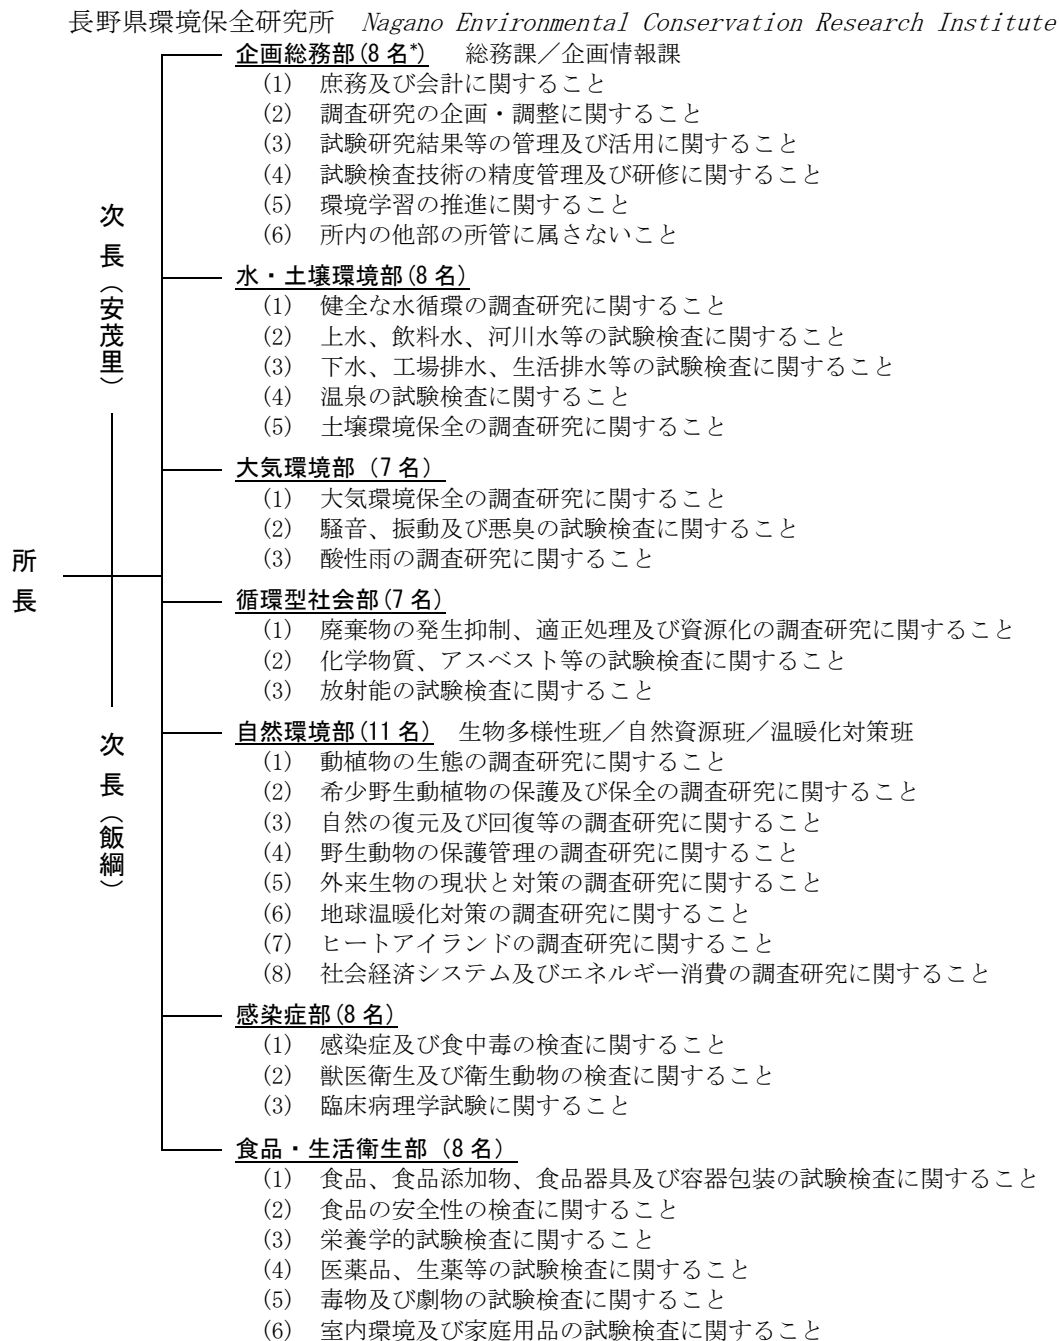 長野県環境保全研究所 Nagano Environmental Conservation Research Institute
企画総務部(8名*) 総務課／企画情報課
(1) 庶務及び会計に関すること
(2) 調査研究の企画・調整に関すること
(3) 試験研究結果等の管理及び活用に関すること
(4) 試験検査技術の精度管理及び研修に関すること
(5) 環境学習の推進に関すること
(6) 所内の他部の所管に属さないこと
次長(安茂里)
水・土壌環境部(8名)
(1) 健全な水循環の調査研究に関すること
(2) 上水、飲料水、河川水等の試験検査に関すること
(3) 下水、工場排水、生活排水等の試験検査に関すること
(4) 温泉の試験検査に関すること
(5) 土壌環境保全の調査研究に関すること
大気環境部(7名)
(1) 大気環境保全の調査研究に関すること
(2) 騒音、振動及び悪臭の試験検査に関すること
(3) 酸性雨の調査研究に関すること
所長
循環型社会部(7名)
(1) 廃棄物の発生抑制、適正処理及び資源化の調査研究に関すること
(2) 化学物質、アスベスト等の試験検査に関すること
(3) 放射能の試験検査に関すること
次長(飯綱)
自然環境部(11名) 生物多様性班／自然資源班／温暖化対策班
(1) 動植物の生態の調査研究に関すること
(2) 希少野生動植物の保護及び保全の調査研究に関すること
(3) 自然の復元及び回復等の調査研究に関すること
(4) 野生動物の保護管理の調査研究に関すること
(5) 外来生物の現状と対策の調査研究に関すること
(6) 地球温暖化対策の調査研究に関すること
(7) ヒートアイランドの調査研究に関すること
(8) 社会経済システム及びエネルギー消費の調査研究に関すること
感染症部(8名)
(1) 感染症及び食中毒の検査に関すること
(2) 獣医衛生及び衛生動物の検査に関すること
(3) 臨床病理学試験に関すること
食品・生活衛生部(8名)
(1) 食品、食品添加物、食品器具及び容器包装の試験検査に関すること
(2) 食品の安全性の検査に関すること
(3) 栄養学的試験検査に関すること
(4) 医薬品、生薬等の試験検査に関すること
(5) 毒物及び劇物の試験検査に関すること
(6) 室内環境及び家庭用品の試験検査に関すること